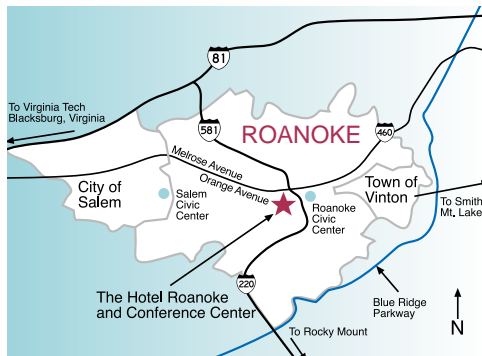 81
To Virginia Tech
Blacksburg, Virginia
581
ROANOKE
460
Melrose Avenue
Orange Avenue
City of
Salem
Salem
Civic
Center
Roanoke
Civic
Center
Town of
Vinton
To Smith
Mt. Lake
220
The Hotel Roanoke
and Conference Center
Blue Ridge
Parkway
N
To Rocky Mount